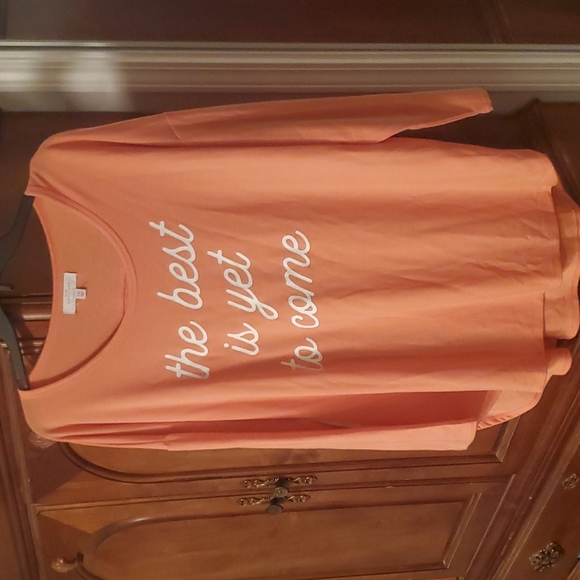 the best
is yet
to come